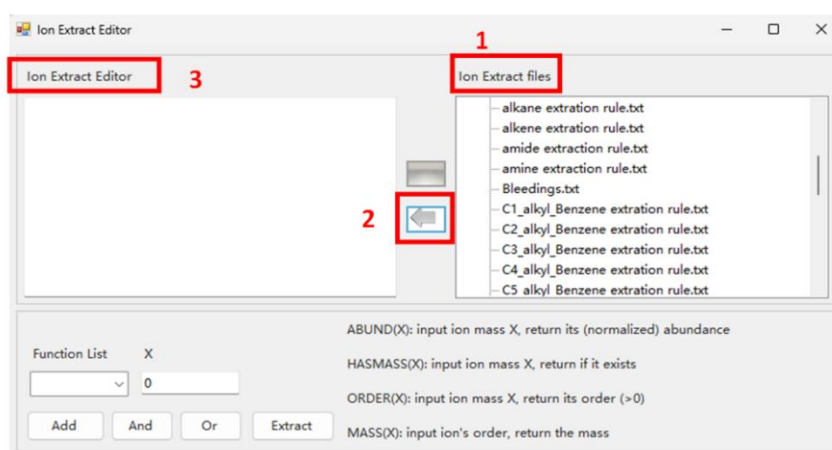 Ion Extract Editor
1
Ion Extract Editor
3
Ion Extract files
alkane extration rule.txt
alkene extration rule.txt
amide extraction rule.txt
amine extraction rule.txt
Bleedings.txt
2
C1_alkyl_Benzene extration rule.txt
C2_alkyl_Benzene extration rule.txt
C3_alkyl_Benzene extration rule.txt
C4_alkyl_Benzene extration rule.txt
C5 alkyl Benzene extration rule.txt
ABUND(X): input ion mass X, return its (normalized) abundance
Function List X
HASMASS(X): input ion mass X, return if it exists
0
ORDER(X): input ion mass X, return its order (>0)
Add And Or Extract
MASS(X): input ion's order, return the mass